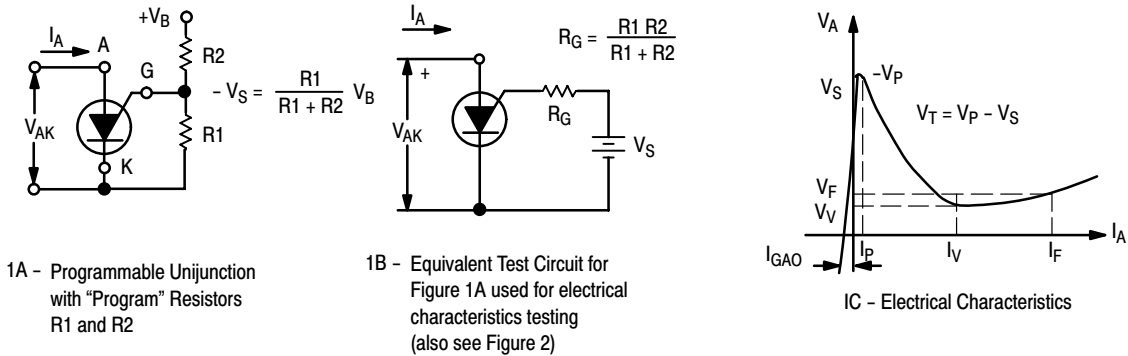 +V_B
I_A
A
R2
G
- V_S = R1 / R1 + R2 V_B
V_AK
R1
K
1A – Programmable Unijunction
with “Program” Resistors
R1 and R2
I_A
R_G = R1 R2 / R1 + R2
+
R_G
V_AK
V_S
1B – Equivalent Test Circuit for
Figure 1A used for electrical
characteristics testing
(also see Figure 2)
V_A
–V_P
V_S
V_T = V_P – V_S
V_F
V_V
I_A
I_GAO
I_P
I_V
I_F
IC – Electrical Characteristics